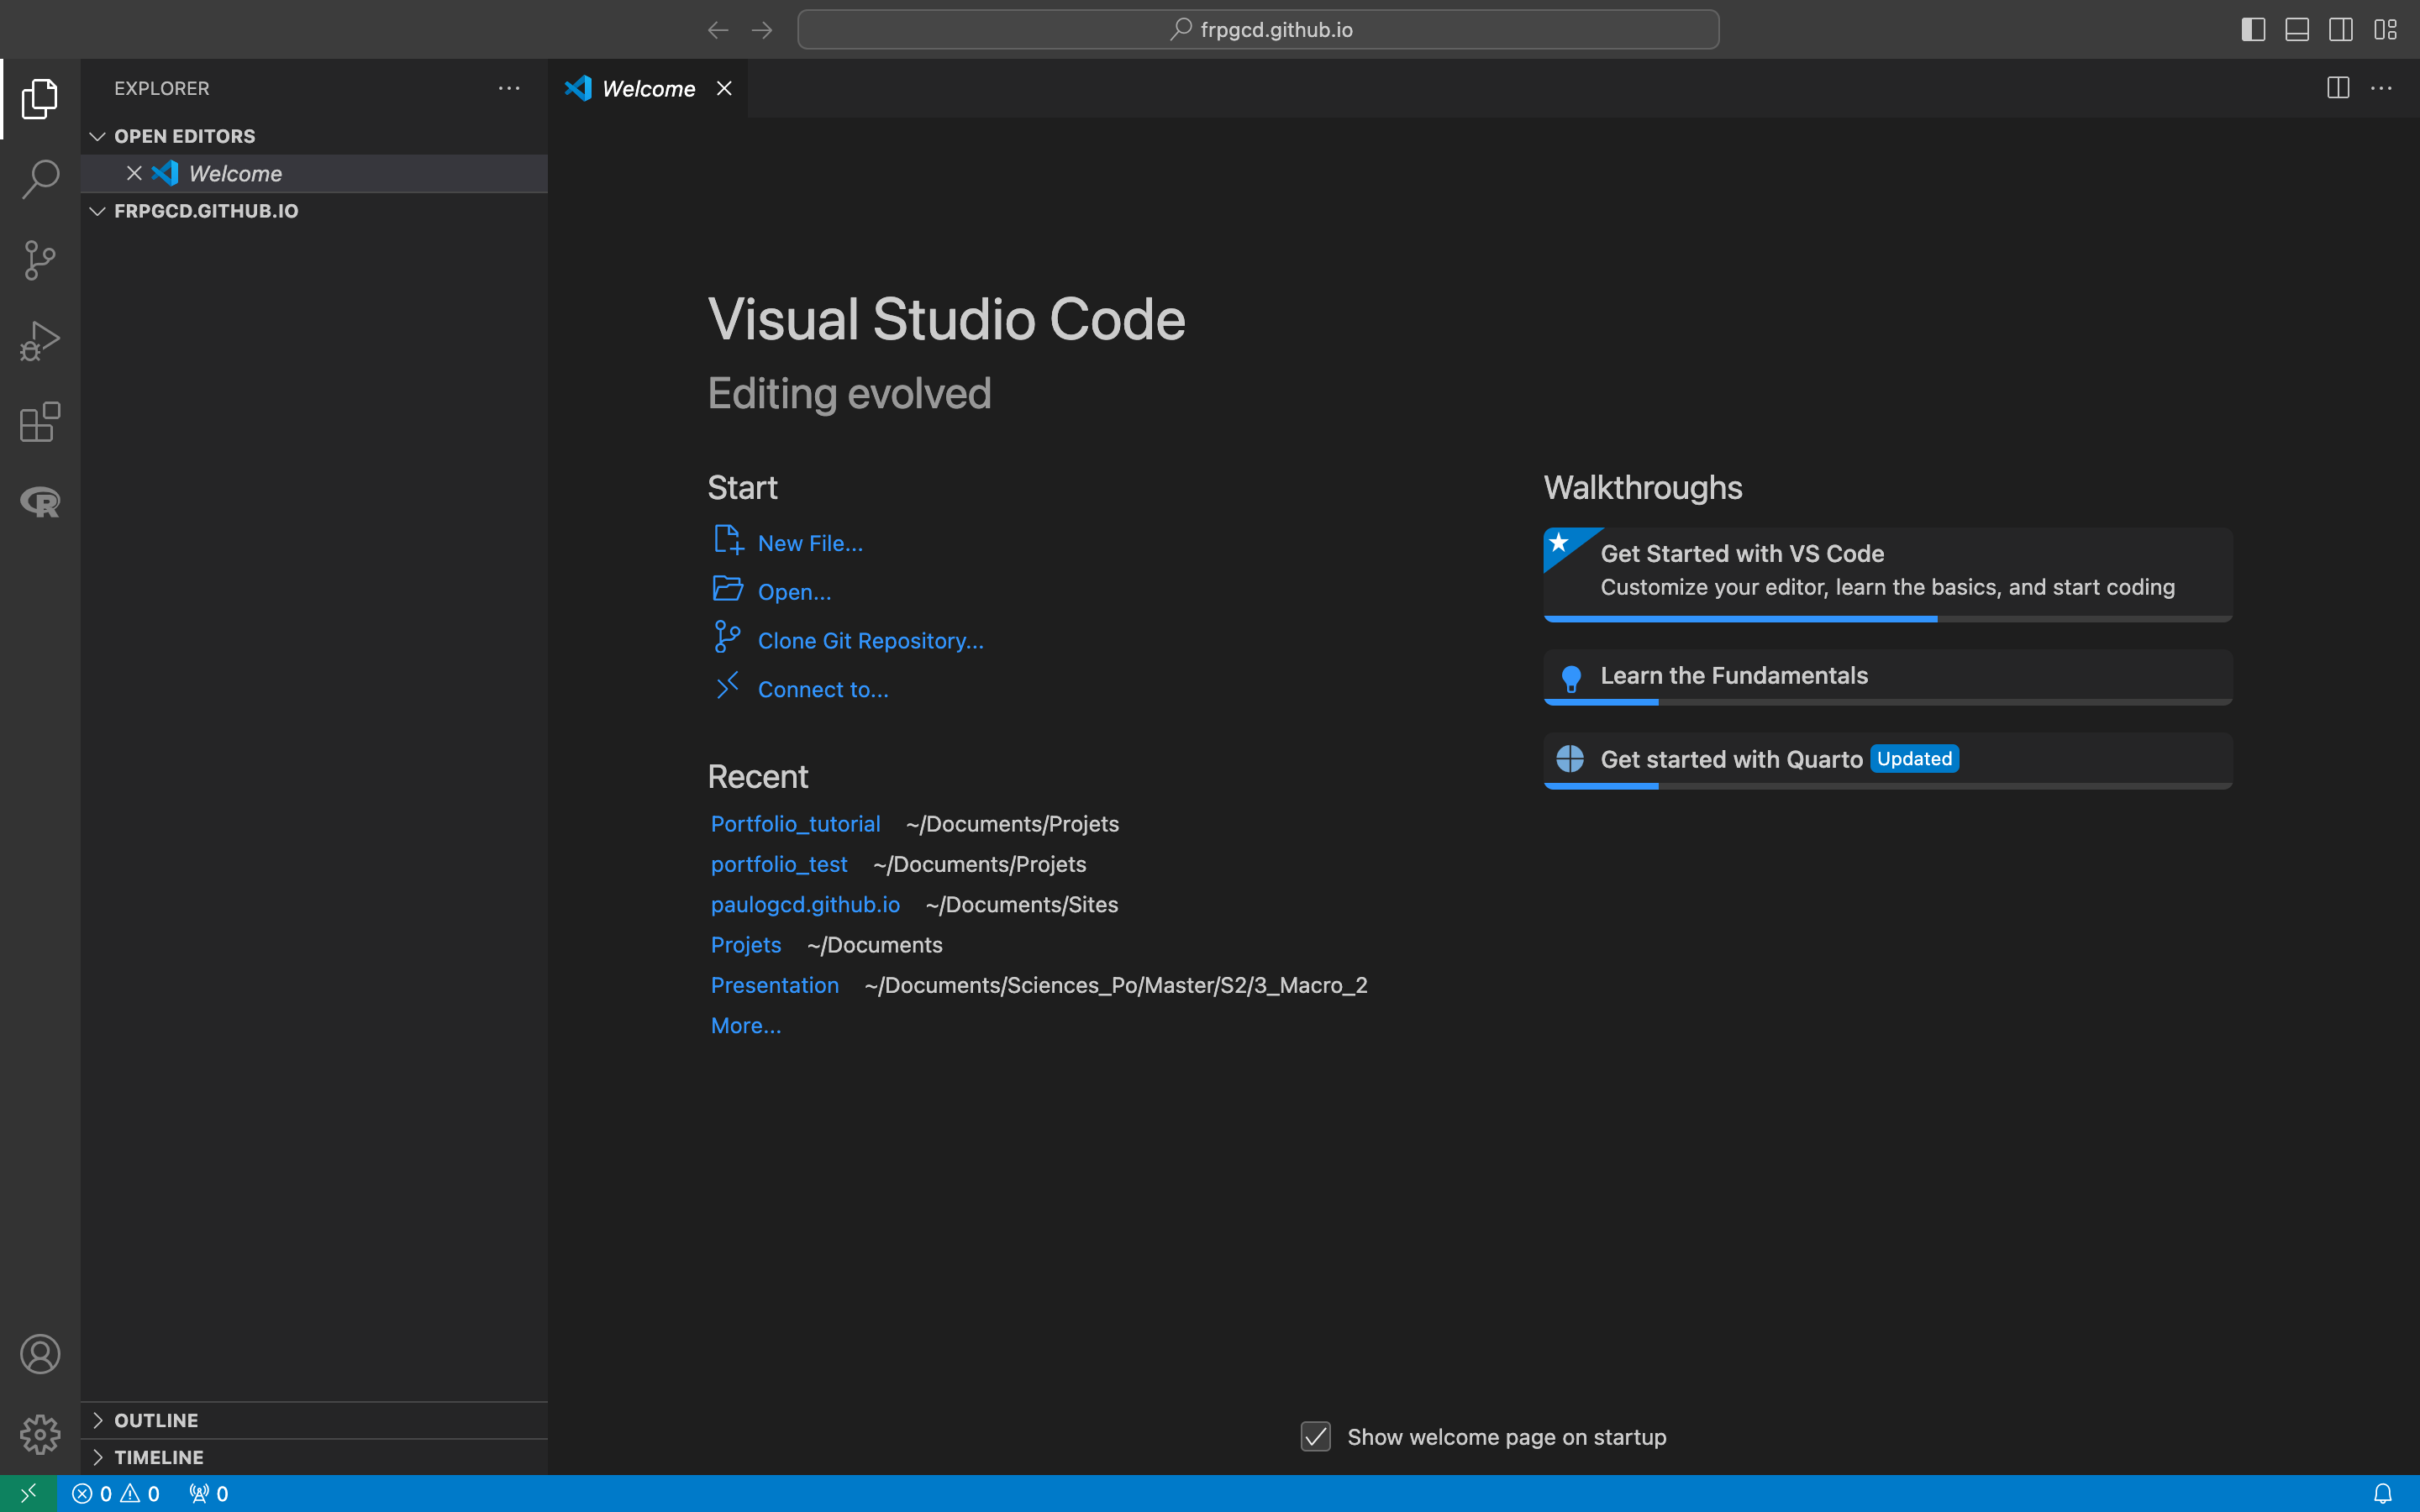 frpgcd.github.io
EXPLORER
OPEN EDITORS
Welcome
FRPGCD.GITHUB.IO
OUTLINE
TIMELINE
Welcome
Visual Studio Code
Editing evolved
Start
New File...
Open...
Clone Git Repository...
Connect to...
Recent
Portfolio_tutorial ~/Documents/Projets
portfolio_test ~/Documents/Projets
paulogcd.github.io ~/Documents/Sites
Projets ~/Documents
Presentation ~/Documents/Sciences_Po/Master/S2/3_Macro_2
More...
Walkthroughs
Get Started with VS Code
Customize your editor, learn the basics, and start coding
Learn the Fundamentals
Get started with Quarto Updated
Show welcome page on startup
0 0 0